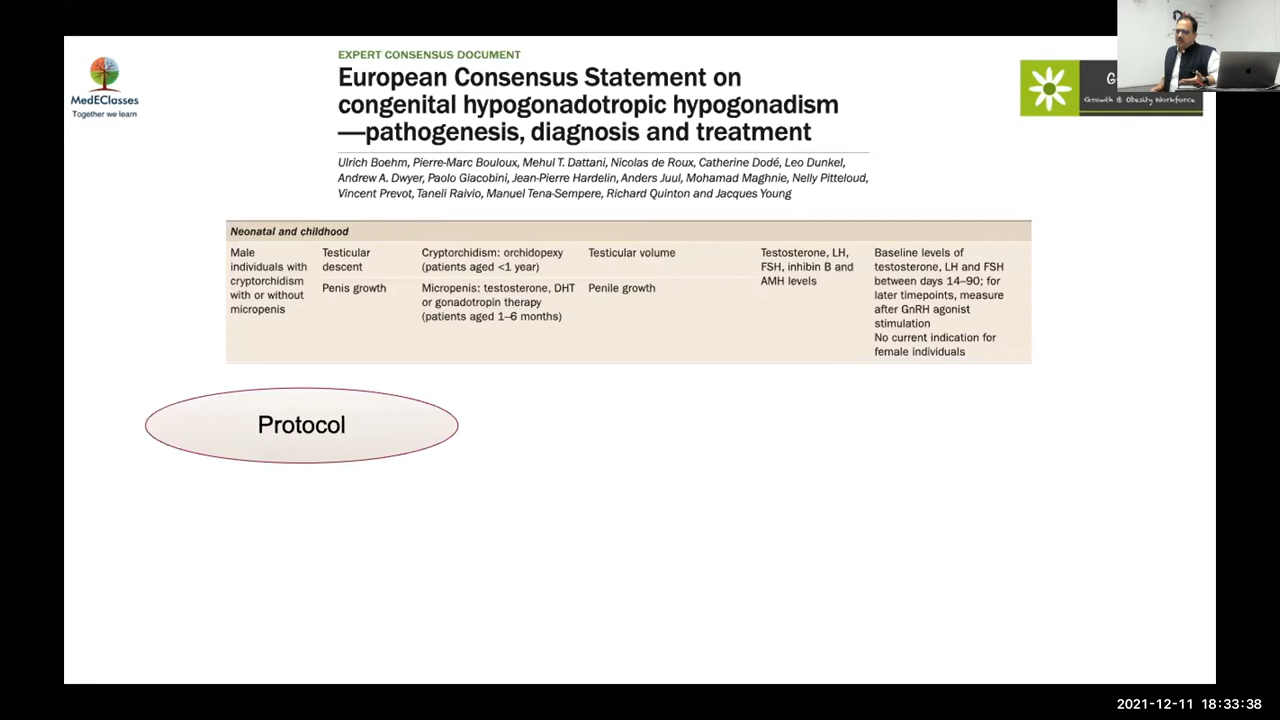 EXPERT CONSENSUS DOCUMENT
European Consensus Statement on
congenital hypogonadotropic hypogonadism
—pathogenesis, diagnosis and treatment
MedEClasses
Together we learn
G
Growth & Obesity Workforce
Ulrich Boehm, Pierre-Marc Bouloux, Mehul T. Dattani, Nicolas de Roux, Catherine Dodé, Leo Dunkel,
Andrew A. Dwyer, Paolo Giacobini, Jean-Pierre Hardelin, Anders Juul, Mohamad Maghnie, Nelly Pitteloud,
Vincent Prevot, Taneli Raivio, Manuel Tena-Sempere, Richard Quinton and Jacques Young
Neonatal and childhood
Male
individuals with
cryptorchidism
with or without
micropenis
Testicular
descent
Penis growth
Cryptorchidism: orchidopexy
(patients aged <1 year)
Micropenis: testosterone, DHT
or gonadotropin therapy
(patients aged 1–6 months)
Testicular volume
Penile growth
Testosterone, LH,
FSH, inhibin B and
AMH levels
Baseline levels of
testosterone, LH and FSH
between days 14–90; for
later timepoints, measure
after GnRH agonist
stimulation
No current indication for
female individuals
Protocol
2021-12-11 18:33:38